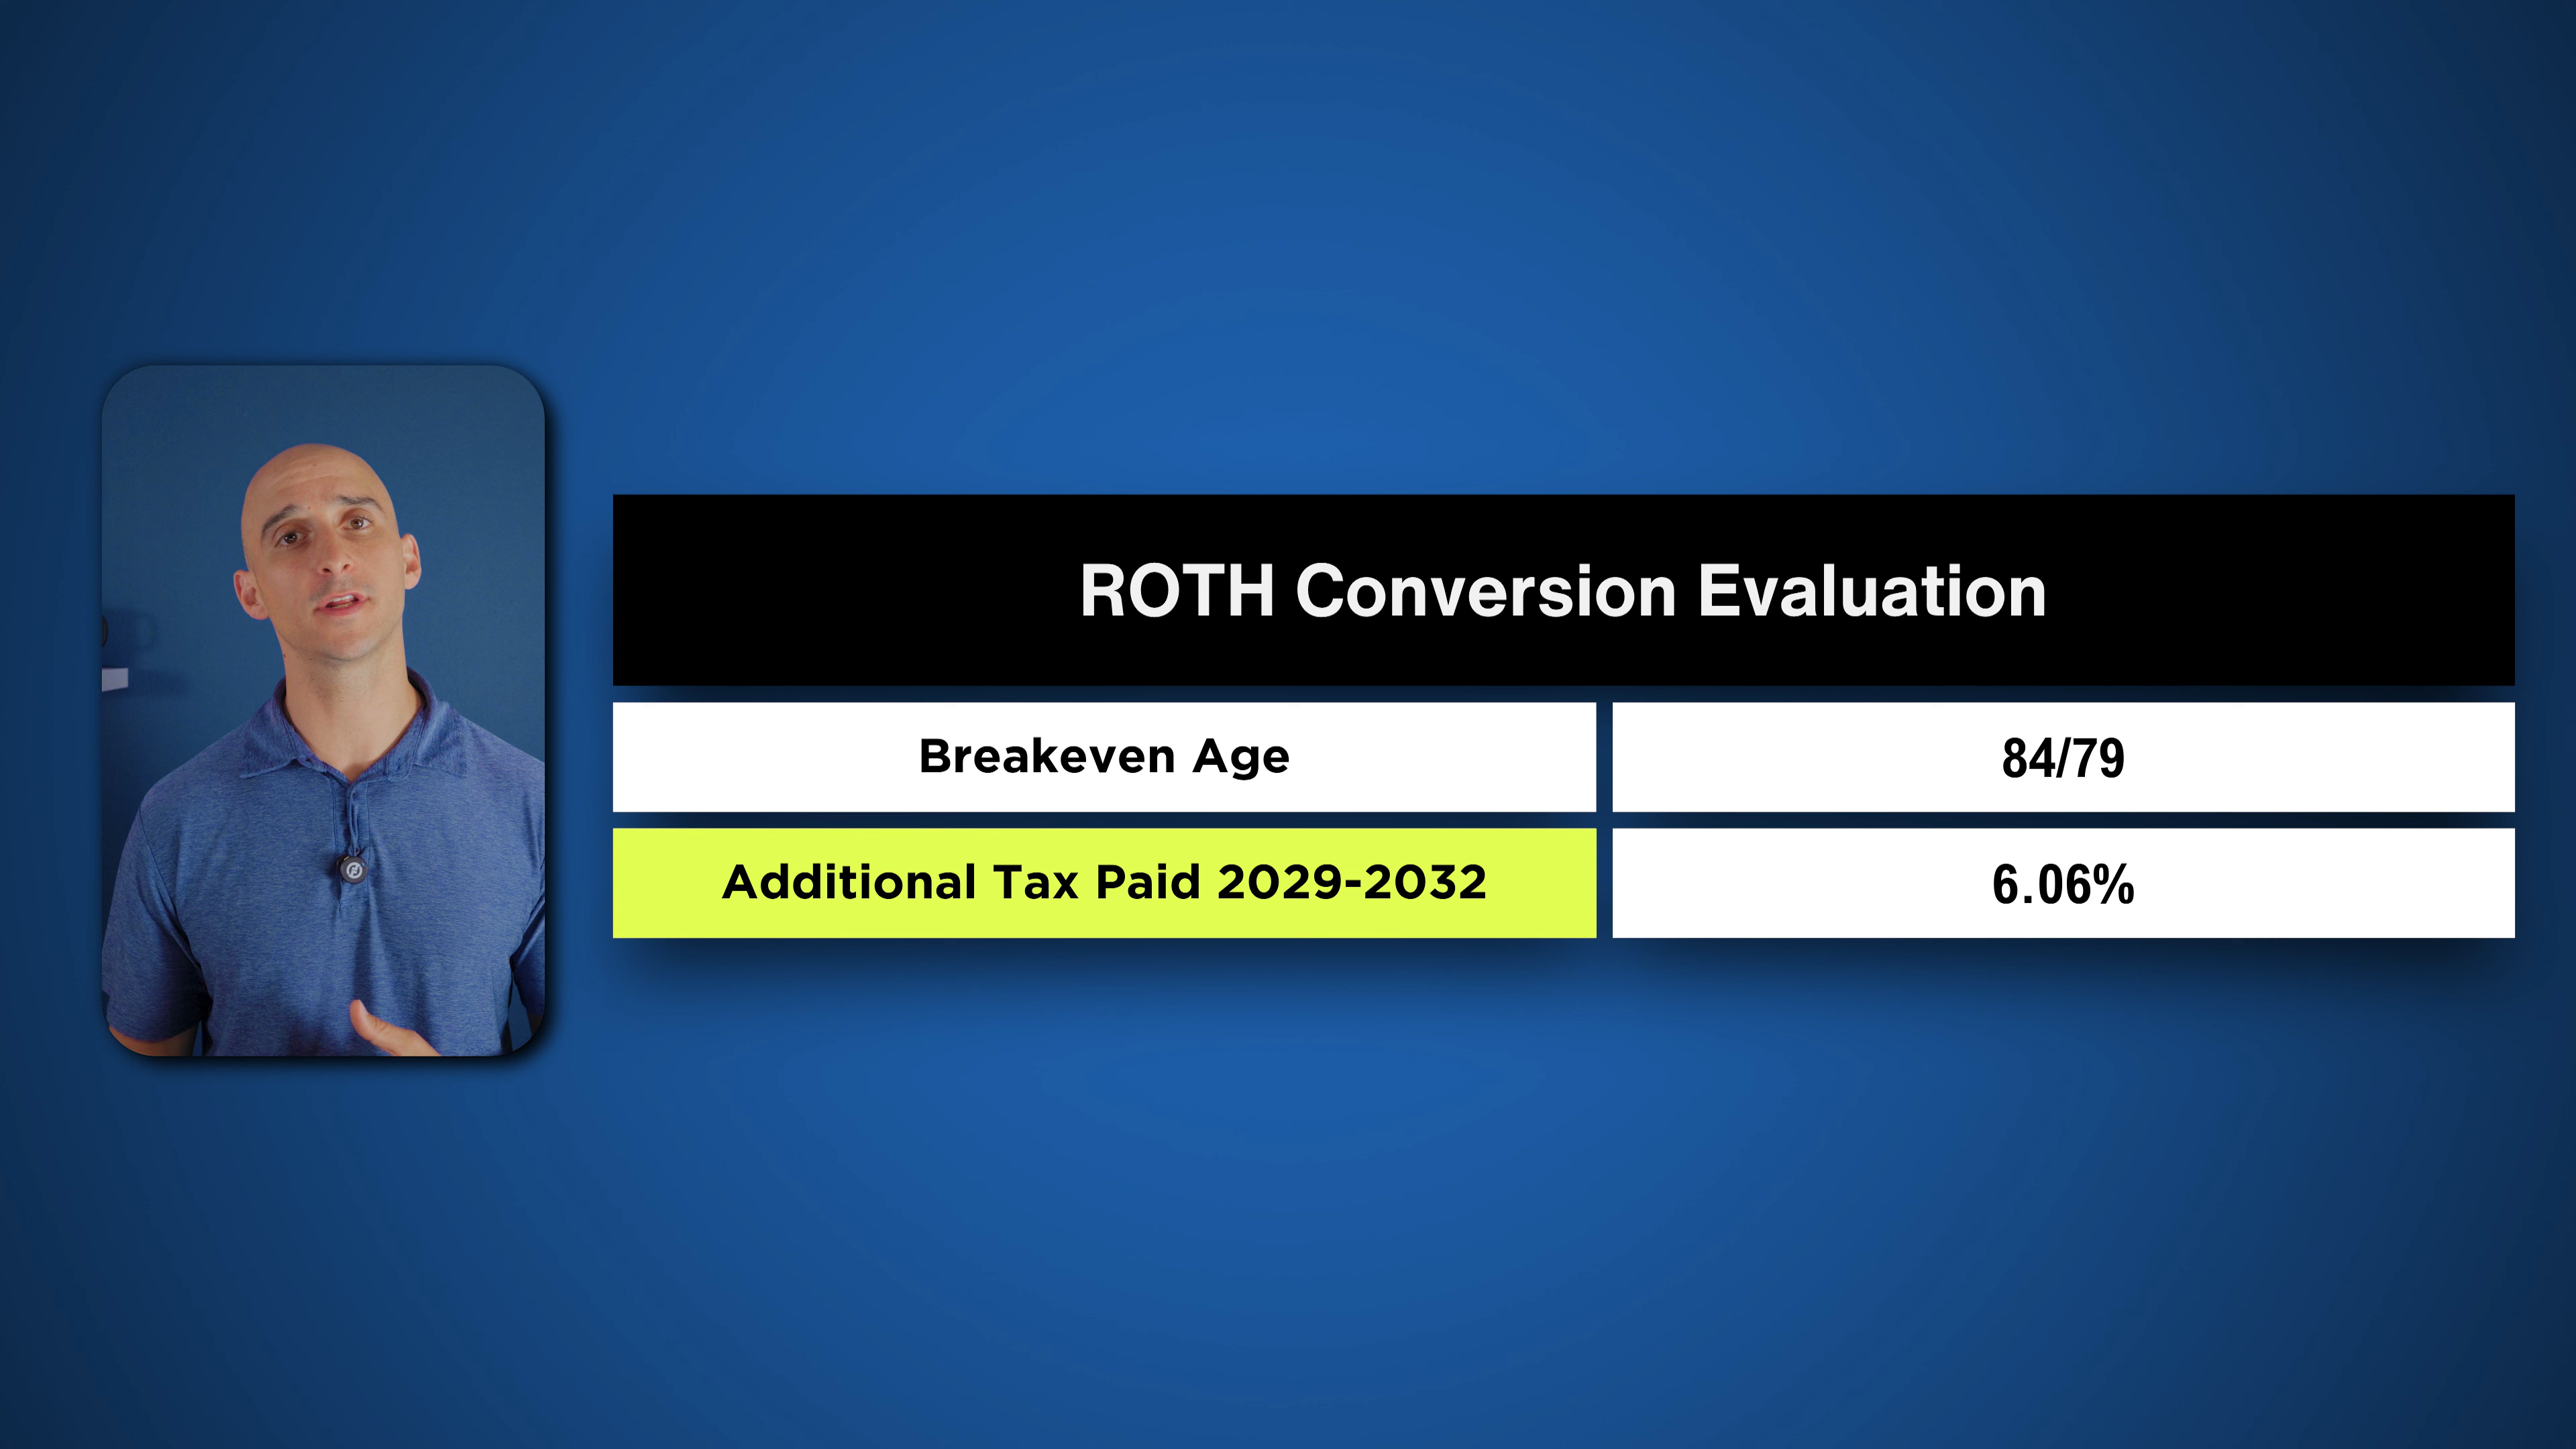 ROTH Conversion Evaluation
Breakeven Age
84/79
Additional Tax Paid 2029-2032
6.06%